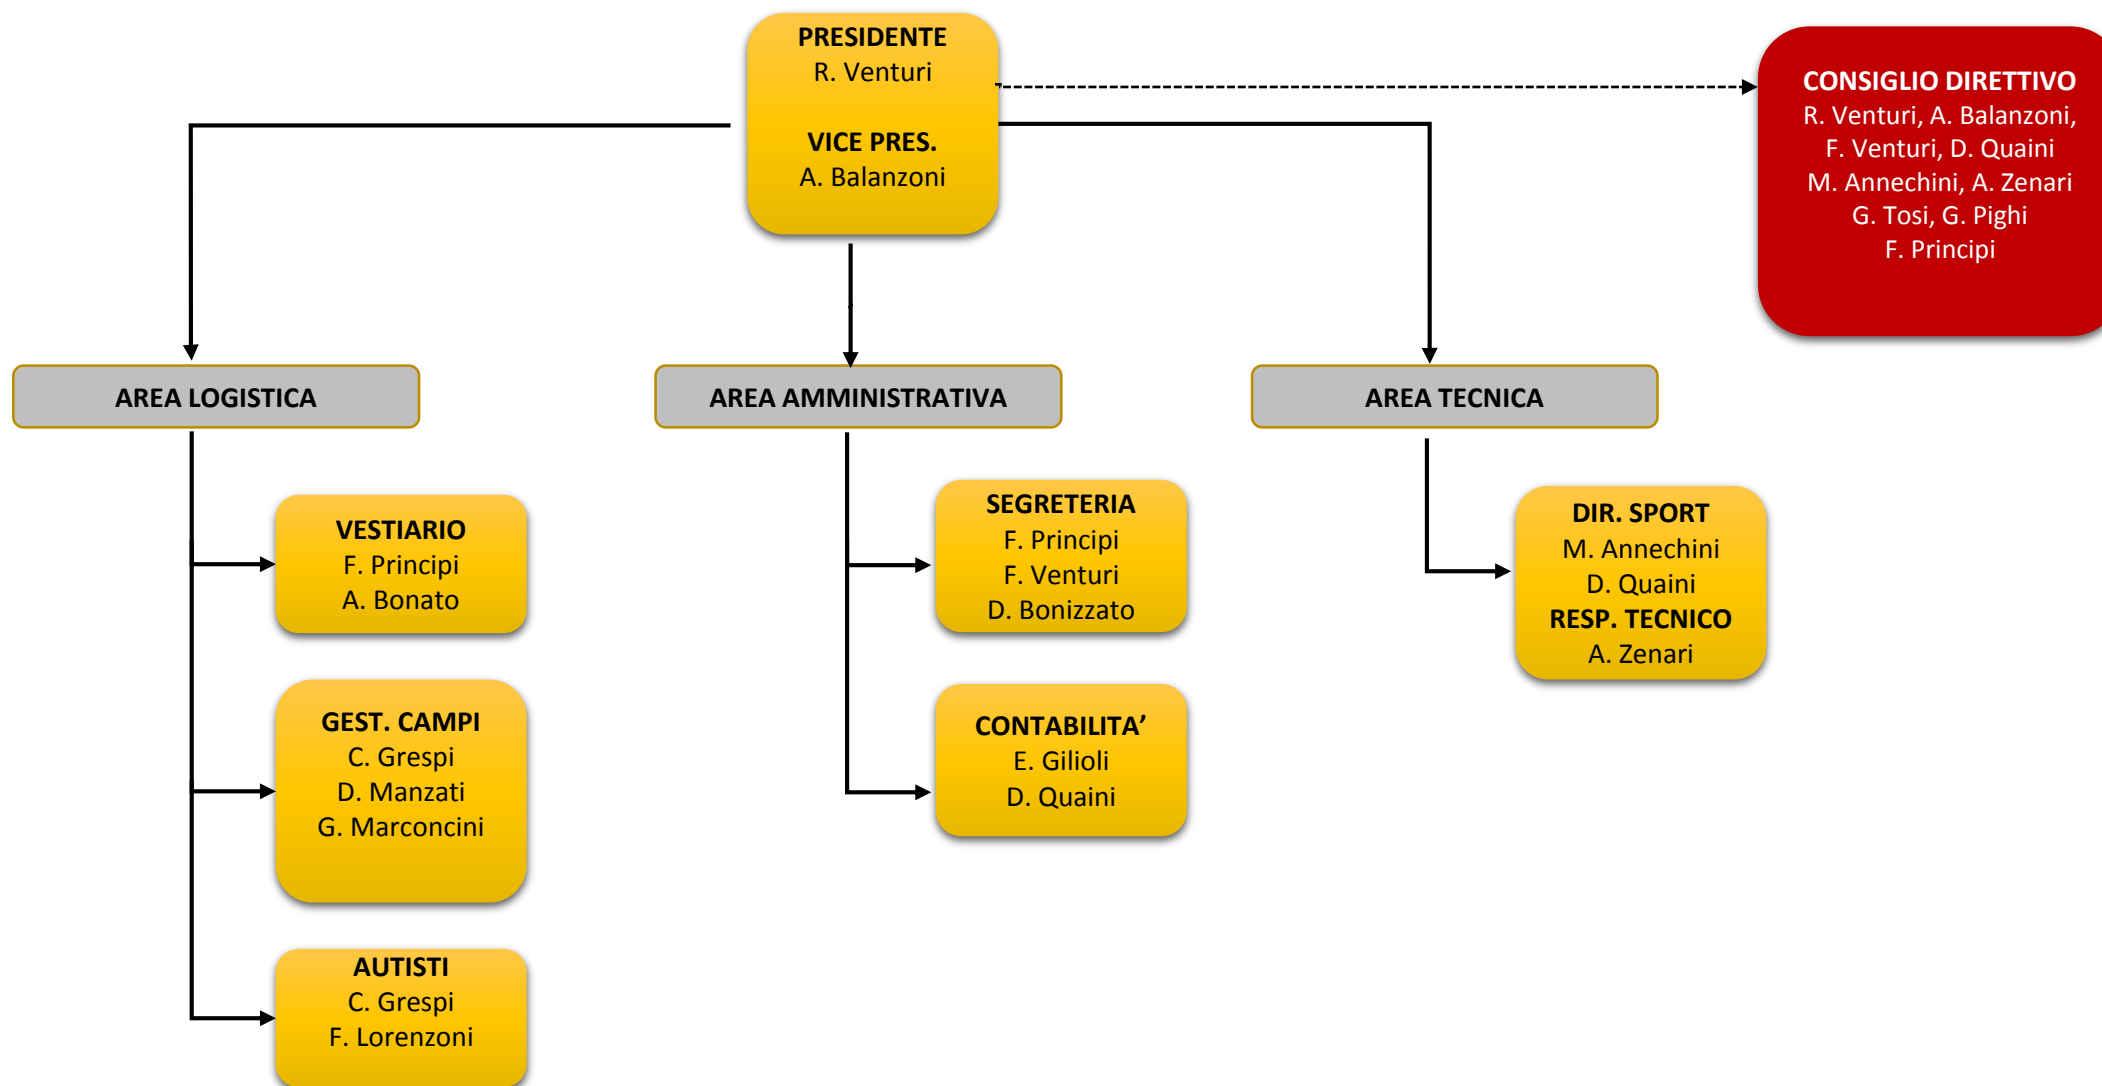 PRESIDENTE
R. Venturi
VICE PRES.
A. Balanzoni
CONSIGLIO DIRETTIVO
R. Venturi, A. Balanzoni,
F. Venturi, D. Quaini
M. Annechini, A. Zenari
G. Tosi, G. Pighi
F. Principi
AREA LOGISTICA
AREA AMMINISTRATIVA
AREA TECNICA
VESTIARIO
F. Principi
A. Bonato
GEST. CAMPI
C. Grespi
D. Manzati
G. Marconcini
AUTISTI
C. Grespi
F. Lorenzoni
SEGRETERIA
F. Principi
F. Venturi
D. Bonizzato
CONTABILITA’
E. Gilioli
D. Quaini
DIR. SPORT
M. Annechini
D. Quaini
RESP. TECNICO
A. Zenari